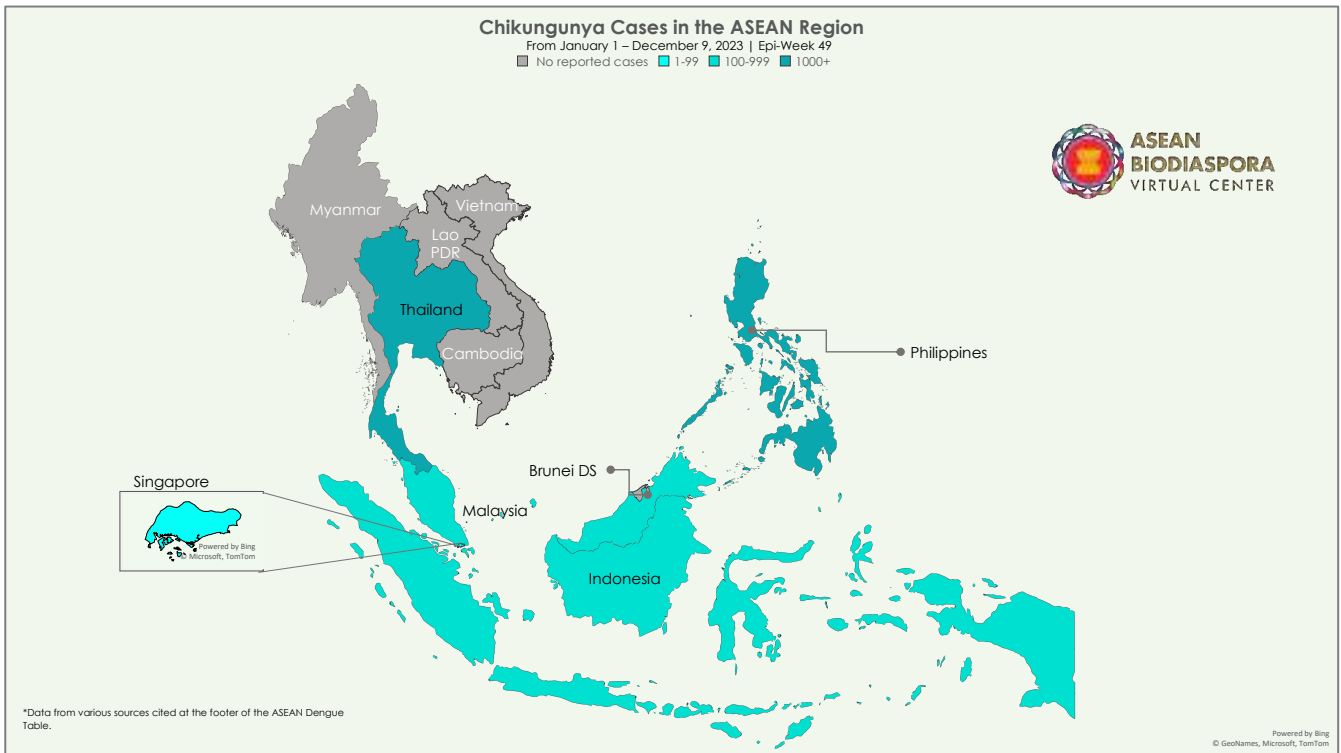 Chikungunya Cases in the ASEAN Region
From January 1 – December 9, 2023 | Epi-Week 49
No reported cases 1-99 100-999 1000+
ASEAN
BIODIASPORA
VIRTUAL CENTER
Myanmar
Vietnam
Lao
PDR
Thailand
Cambodia
Philippines
Brunei DS
Singapore
Malaysia
Powered by Bing
© Microsoft, TomTom
Indonesia
*Data from various sources cited at the footer of the ASEAN Dengue
Table.
Powered by Bing
© GeoNames, Microsoft, TomTom